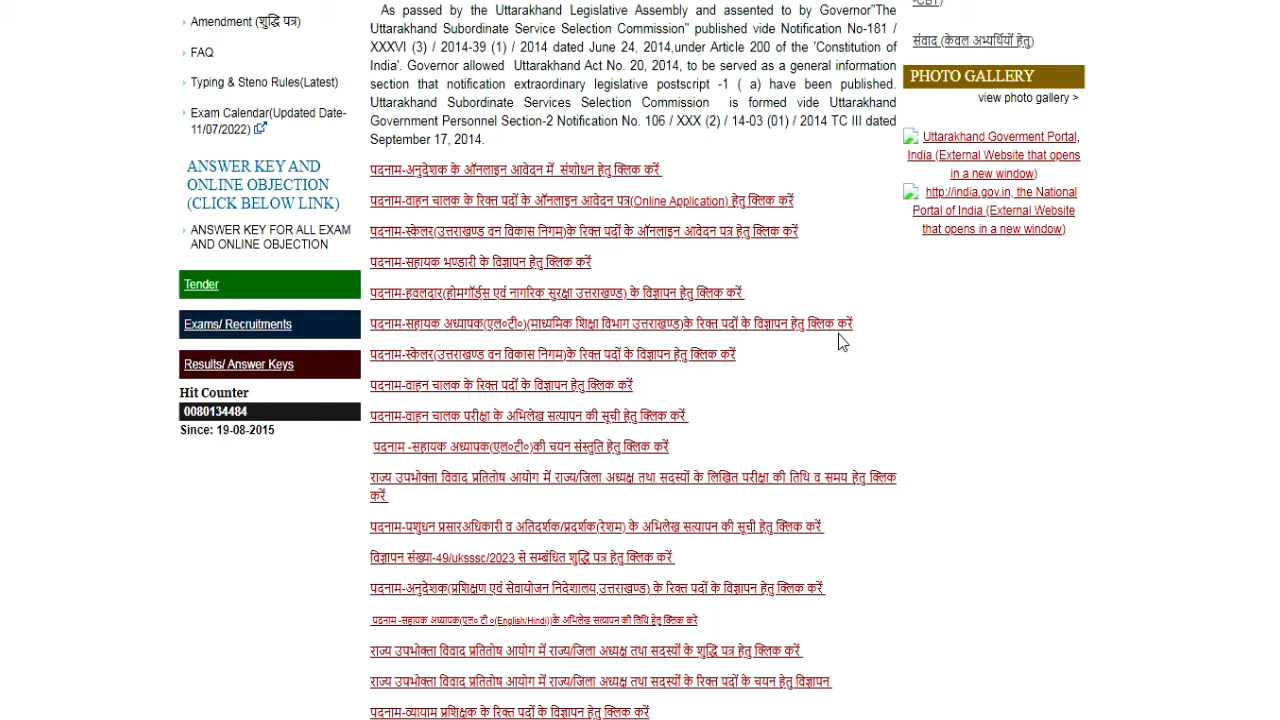 Amendment (शुद्धि पत्र)
FAQ
Typing & Steno Rules(Latest)
Exam Calendar(Updated Date-
11/07/2022)
ANSWER KEY AND
ONLINE OBJECTION
(CLICK BELOW LINK)
ANSWER KEY FOR ALL EXAM
AND ONLINE OBJECTION
Tender
Exams/ Recruitments
Results/ Answer Keys
Hit Counter
0080134484
Since: 19-08-2015
As passed by the Uttarakhand Legislative Assembly and assented to by Governor"The
Uttarakhand Subordinate Service Selection Commission" published vide Notification No-181 /
XXXVI (3) / 2014-39 (1) / 2014 dated June 24, 2014,under Article 200 of the 'Constitution of
India'. Governor allowed Uttarakhand Act No. 20, 2014, to be served as a general information
section that notification extraordinary legislative postscript -1 ( a) have been published.
Uttarakhand Subordinate Services Selection Commission is formed vide Uttarakhand
Government Personnel Section-2 Notification No. 106 / XXX (2) / 2014-03 (01) / 2014 TC III dated
September 17, 2014.
पदनाम-अनुदेशक के ऑनलाइन आवेदन में संशोधन हेतु क्लिक करें
पदनाम-वाहन चालक के रिक्त पदों के ऑनलाइन आवेदन पत्र(Online Application) हेतु क्लिक करें
पदनाम-स्केलर(उत्तराखण्ड वन विकास निगम)के रिक्त पदों के ऑनलाइन आवेदन पत्र हेतु क्लिक करें
पदनाम-सहायक भण्डारी के विज्ञापन हेतु क्लिक करें
पदनाम-हवलदार(होमगॉर्ड्स एवं नागरिक सुरक्षा उत्तराखण्ड) के विज्ञापन हेतु क्लिक करें
पदनाम-सहायक अध्यापक(एल०टी०)(माध्यमिक शिक्षा विभाग उत्तराखण्ड)के रिक्त पदों के विज्ञापन हेतु क्लिक करें
पदनाम-स्केलर(उत्तराखण्ड वन विकास निगम)के रिक्त पदों के विज्ञापन हेतु क्लिक करें
पदनाम-वाहन चालक के रिक्त पदों के विज्ञापन हेतु क्लिक करें
पदनाम-वाहन चालक परीक्षा के अभिलेख सत्यापन की सूची हेतु क्लिक करें
पदनाम -सहायक अध्यापक(एल०टी०)की चयन संस्तुति हेतु क्लिक करें
राज्य उपभोक्ता विवाद प्रतितोष आयोग में राज्य/जिला अध्यक्ष तथा सदस्यों के लिखित परीक्षा की तिथि व समय हेतु क्लिक
करें
पदनाम-पशुधन प्रसारअधिकारी व अतिदर्शक/प्रदर्शक(रेशम) के अभिलेख सत्यापन की सूची हेतु क्लिक करें
विज्ञापन संख्या-49/uksssc/2023 से सम्बंधित शुद्धि पत्र हेतु क्लिक करें
पदनाम-अनुदेशक(प्रशिक्षण एवं सेवायोजन निदेशालय,उत्तराखण्ड) के रिक्त पदों के विज्ञापन हेतु क्लिक करें
पदनाम -सहायक अध्यापक(एल० टी ०(English/Hindi))के अभिलेख सत्यापन की तिथि हेतु क्लिक करें
राज्य उपभोक्ता विवाद प्रतितोष आयोग में राज्य/जिला अध्यक्ष तथा सदस्यों के शुद्धि पत्र हेतु क्लिक करें
राज्य उपभोक्ता विवाद प्रतितोष आयोग में राज्य/जिला अध्यक्ष तथा सदस्यों के रिक्त पदों के चयन हेतु विज्ञापन
पदनाम-व्यायाम प्रशिक्षक के रिक्त पदों के विज्ञापन हेतु क्लिक करें
संवाद (केवल अभ्यर्थियों हेतु)
PHOTO GALLERY
view photo gallery >
Uttarakhand Goverment Portal,
India (External Website that opens
in a new window)
http://india.gov.in, the National
Portal of India (External Website
that opens in a new window)